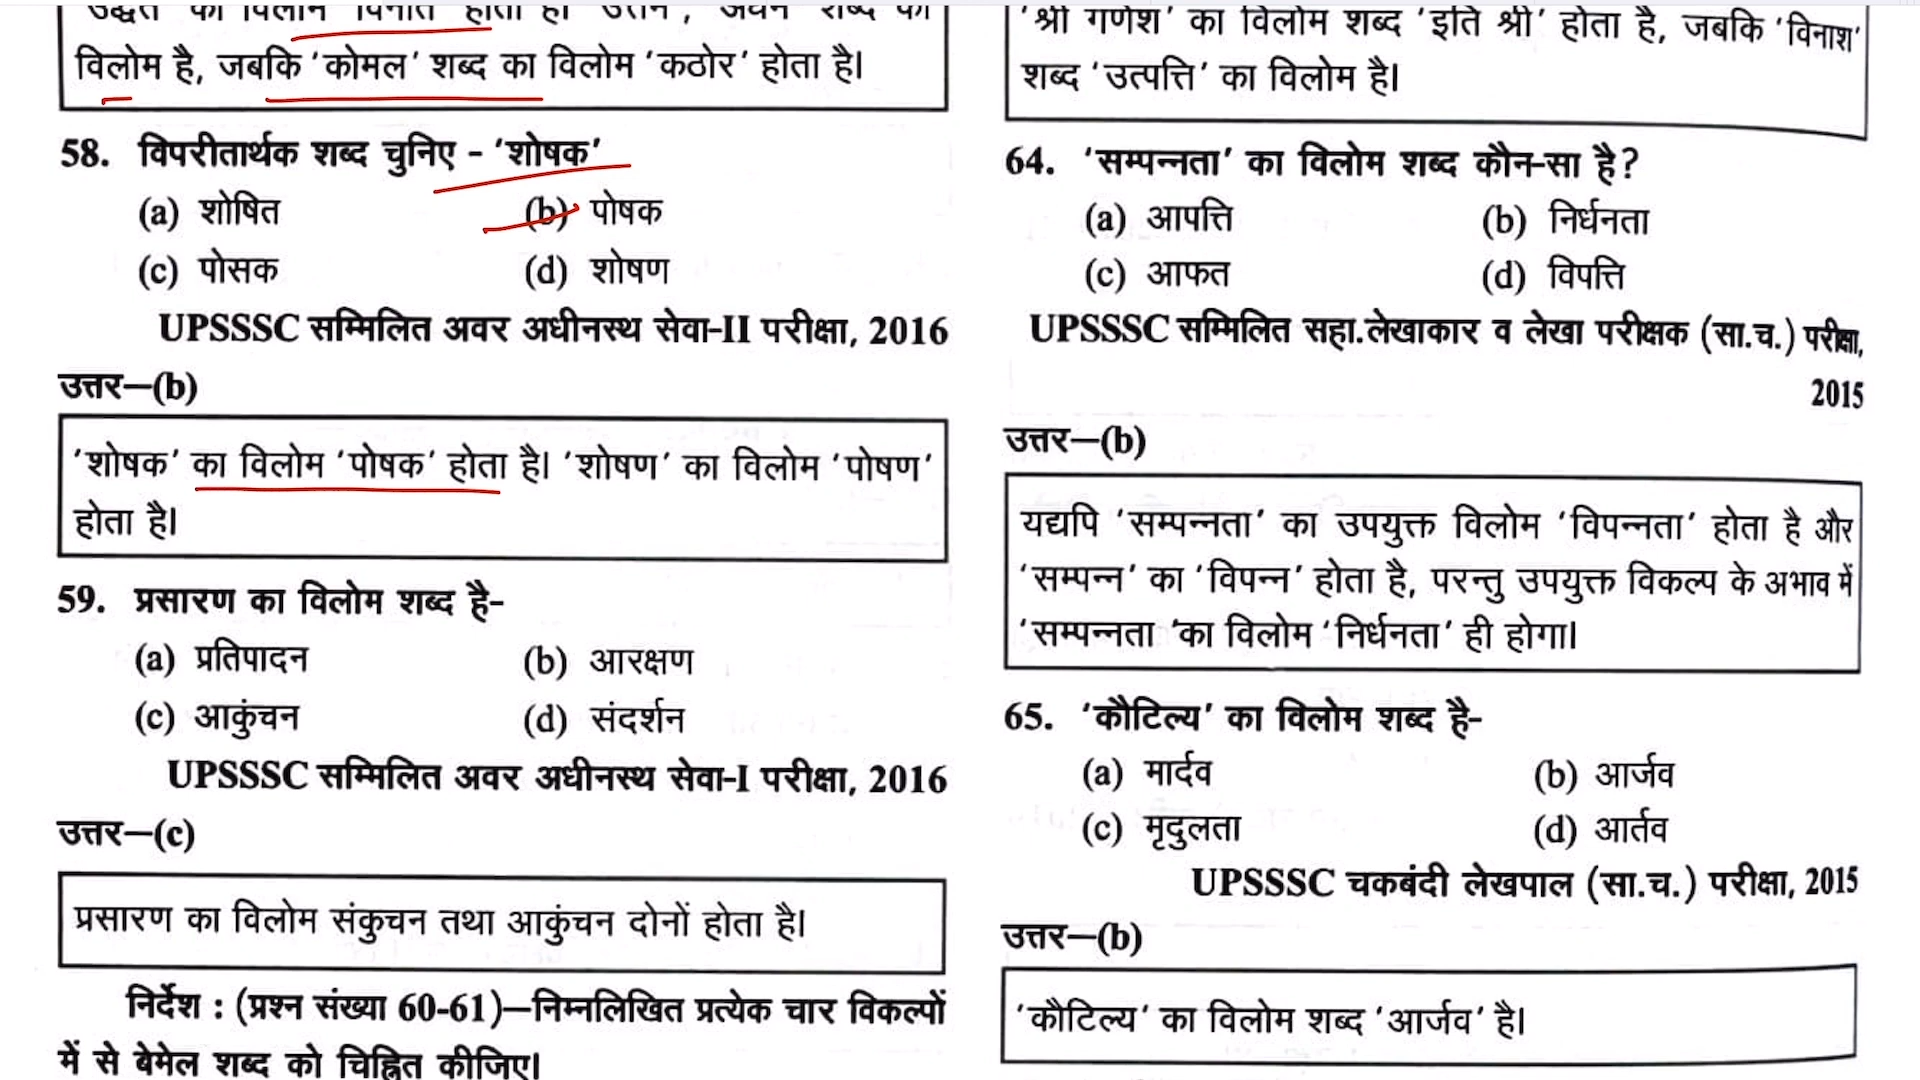 उद्धत का विलोम विनीत होता है। उत्तम, अधम शब्द का
विलोम है, जबकि 'कोमल' शब्द का विलोम 'कठोर' होता है।
58. विपरीतार्थक शब्द चुनिए - 'शोषक'
(a) शोषित (b) पोषक
(c) पोसक (d) शोषण
UPSSSC सम्मिलित अवर अधीनस्थ सेवा-II परीक्षा, 2016
उत्तर—(b)
'शोषक' का विलोम 'पोषक' होता है। 'शोषण' का विलोम 'पोषण'
होता है।
59. प्रसारण का विलोम शब्द है-
(a) प्रतिपादन (b) आरक्षण
(c) आकुंचन (d) संदर्शन
UPSSSC सम्मिलित अवर अधीनस्थ सेवा-I परीक्षा, 2016
उत्तर—(c)
प्रसारण का विलोम संकुचन तथा आकुंचन दोनों होता है।
निर्देश : (प्रश्न संख्या 60-61)—निम्नलिखित प्रत्येक चार विकल्पों
में से बेमेल शब्द को चिह्नित कीजिए।
'श्री गणेश' का विलोम शब्द 'इति श्री' होता है, जबकि 'विनाश'
शब्द 'उत्पत्ति' का विलोम है।
64. 'सम्पन्नता' का विलोम शब्द कौन-सा है?
(a) आपत्ति (b) निर्धनता
(c) आफत (d) विपत्ति
UPSSSC सम्मिलित सहा.लेखाकार व लेखा परीक्षक (सा.च.) परीक्षा,
2015
उत्तर—(b)
यद्यपि 'सम्पन्नता' का उपयुक्त विलोम 'विपन्नता' होता है और
'सम्पन्न' का 'विपन्न' होता है, परन्तु उपयुक्त विकल्प के अभाव में
'सम्पन्नता 'का विलोम 'निर्धनता' ही होगा।
65. 'कौटिल्य' का विलोम शब्द है-
(a) मार्दव (b) आर्जव
(c) मृदुलता (d) आर्तव
UPSSSC चकबंदी लेखपाल (सा.च.) परीक्षा, 2015
उत्तर—(b)
'कौटिल्य' का विलोम शब्द 'आर्जव' है।